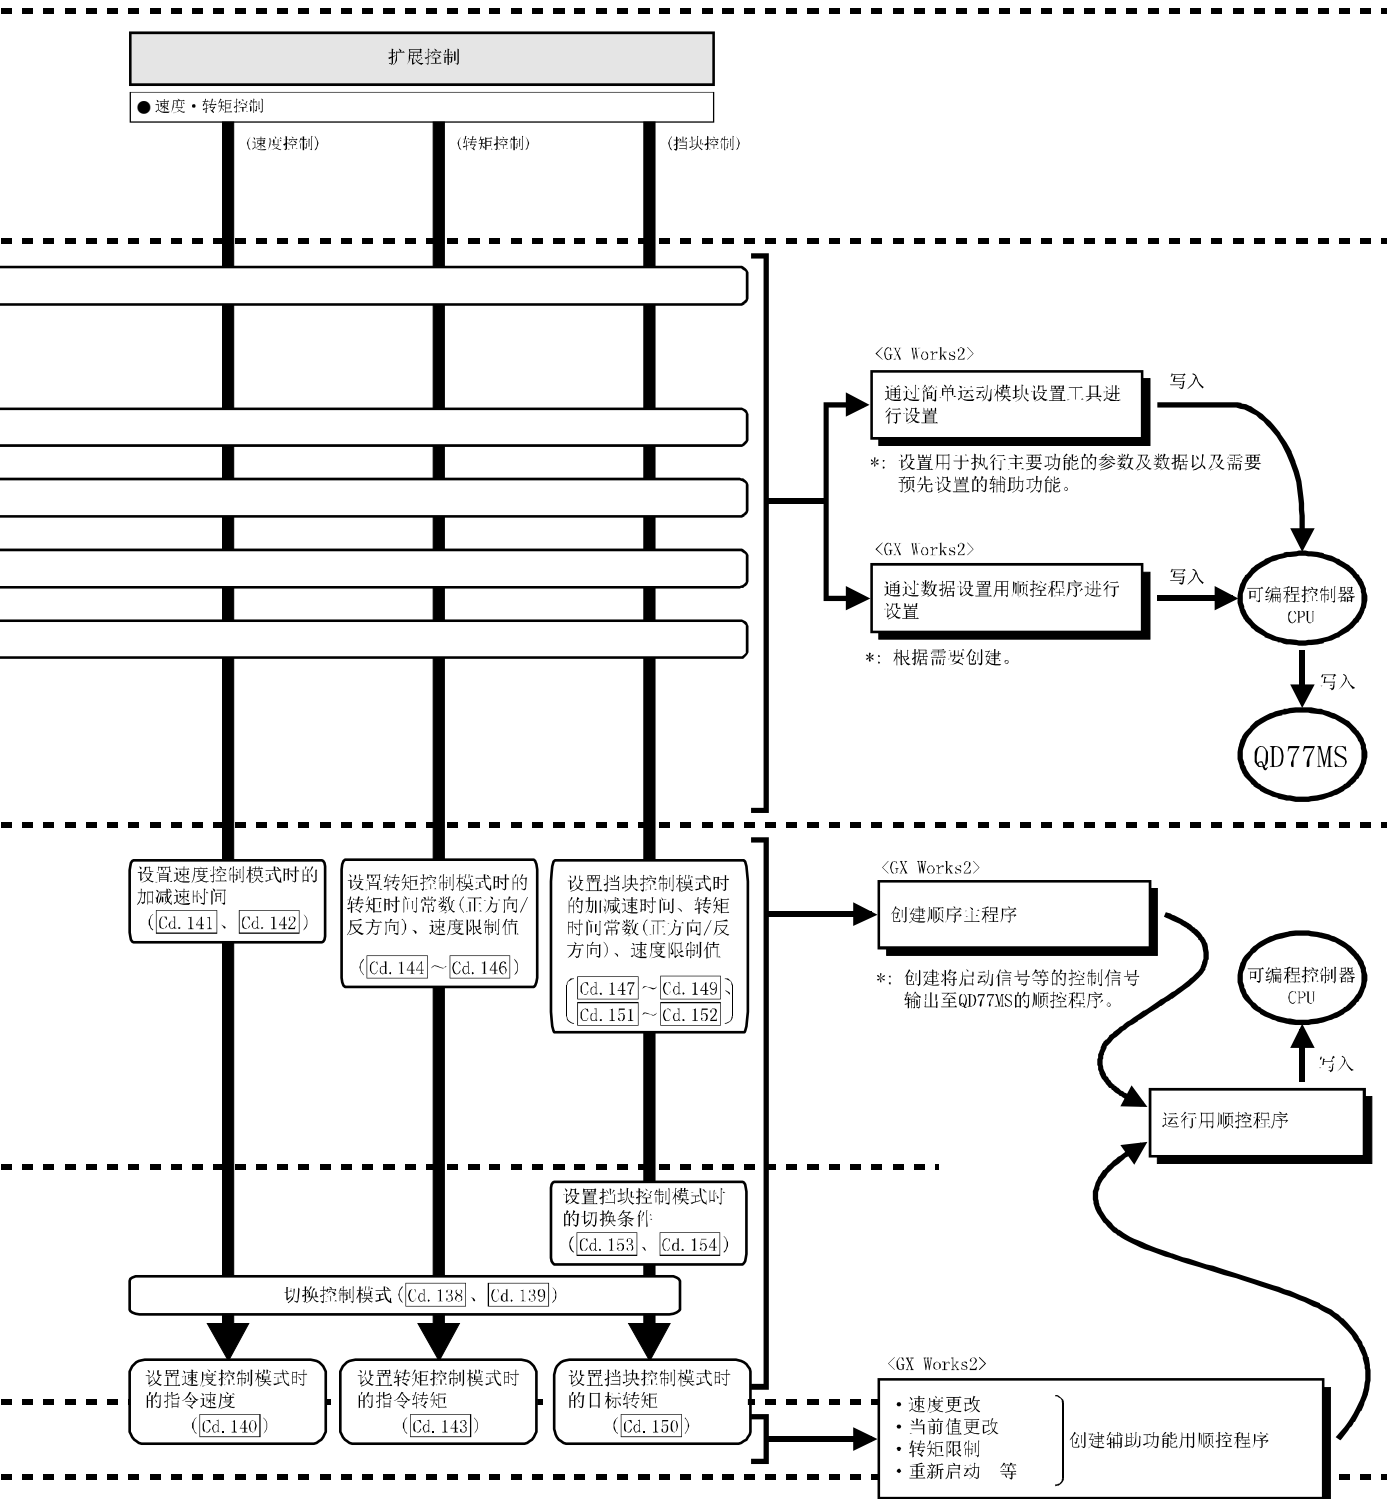 扩展控制
●速度・转矩控制
(速度控制)
(转矩控制)
(挡块控制)
<GX Works2>
通过简单运动模块设置工具进
行设置
写入
*: 设置用于执行主要功能的参数及数据以及需要
预先设置的辅助功能。
<GX Works2>
通过数据设置用顺控程序进行
设置
写入
*: 根据需要创建。
可编程控制器
CPU
写入
QD77MS
设置速度控制模式时的
加减速时间
(Cd.141、Cd.142)
设置转矩控制模式时的
转矩时间常数(正方向/
反方向)、速度限制值
(Cd.144～Cd.146)
设置挡块控制模式时
的加减速时间、转矩
时间常数(正方向/反
方向)、速度限制值
(Cd.147～Cd.149、
Cd.151～Cd.152)
<GX Works2>
创建顺序主程序
*: 创建将启动信号等的控制信号
输出至QD77MS的顺控程序。
可编程控制器
CPU
写入
运行用顺控程序
设置挡块控制模式时
的切换条件
(Cd.153、Cd.154)
切换控制模式(Cd.138、Cd.139)
设置速度控制模式时
的指令速度
(Cd.140)
设置转矩控制模式时
的指令转矩
(Cd.143)
设置挡块控制模式时
的目标转矩
(Cd.150)
<GX Works2>
・速度更改
・当前值更改
・转矩限制
・重新启动 等
创建辅助功能用顺控程序